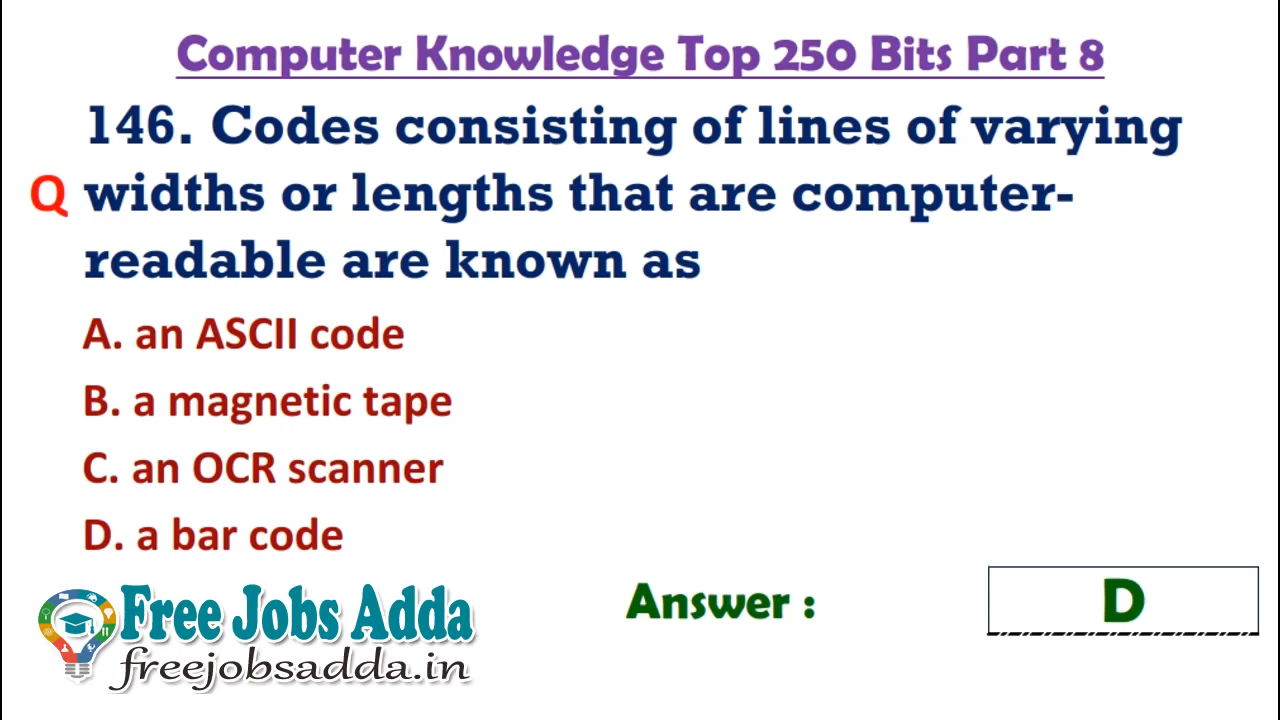 Computer Knowledge Top 250 Bits Part 8
146. Codes consisting of lines of varying
Q widths or lengths that are computer-
readable are known as
A. an ASCII code
B. a magnetic tape
C. an OCR scanner
D. a bar code
Free Jobs Adda
freejobsadda.in
Answer :
D